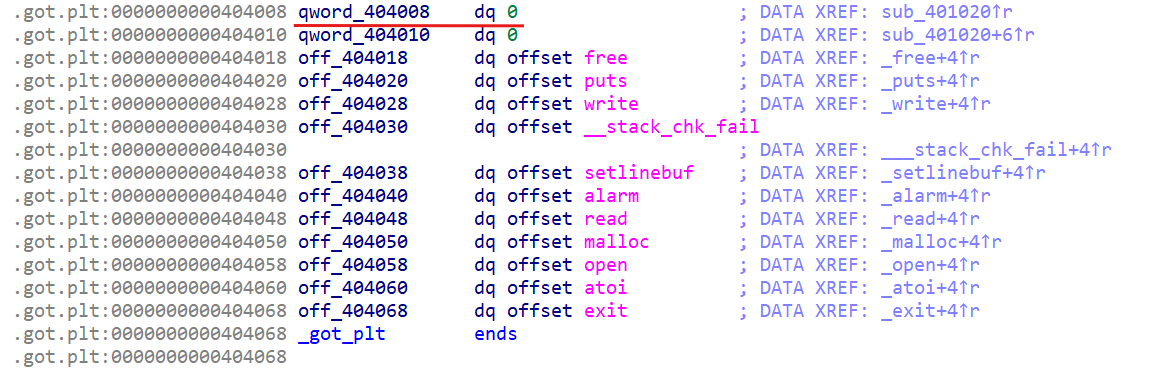 .got.plt:0000000000404008 qword_404008 dq 0 ; DATA XREF: sub_401020↑r
.got.plt:0000000000404010 qword_404010 dq 0 ; DATA XREF: sub_401020+6↑r
.got.plt:0000000000404018 off_404018 dq offset free ; DATA XREF: _free+4↑r
.got.plt:0000000000404020 off_404020 dq offset puts ; DATA XREF: _puts+4↑r
.got.plt:0000000000404028 off_404028 dq offset write ; DATA XREF: _write+4↑r
.got.plt:0000000000404030 off_404030 dq offset __stack_chk_fail
.got.plt:0000000000404030 ; DATA XREF: ___stack_chk_fail+4↑r
.got.plt:0000000000404038 off_404038 dq offset setlinebuf ; DATA XREF: _setlinebuf+4↑r
.got.plt:0000000000404040 off_404040 dq offset alarm ; DATA XREF: _alarm+4↑r
.got.plt:0000000000404048 off_404048 dq offset read ; DATA XREF: _read+4↑r
.got.plt:0000000000404050 off_404050 dq offset malloc ; DATA XREF: _malloc+4↑r
.got.plt:0000000000404058 off_404058 dq offset open ; DATA XREF: _open+4↑r
.got.plt:0000000000404060 off_404060 dq offset atoi ; DATA XREF: _atoi+4↑r
.got.plt:0000000000404068 off_404068 dq offset exit ; DATA XREF: _exit+4↑r
.got.plt:0000000000404068 _got_plt ends
.got.plt:0000000000404068